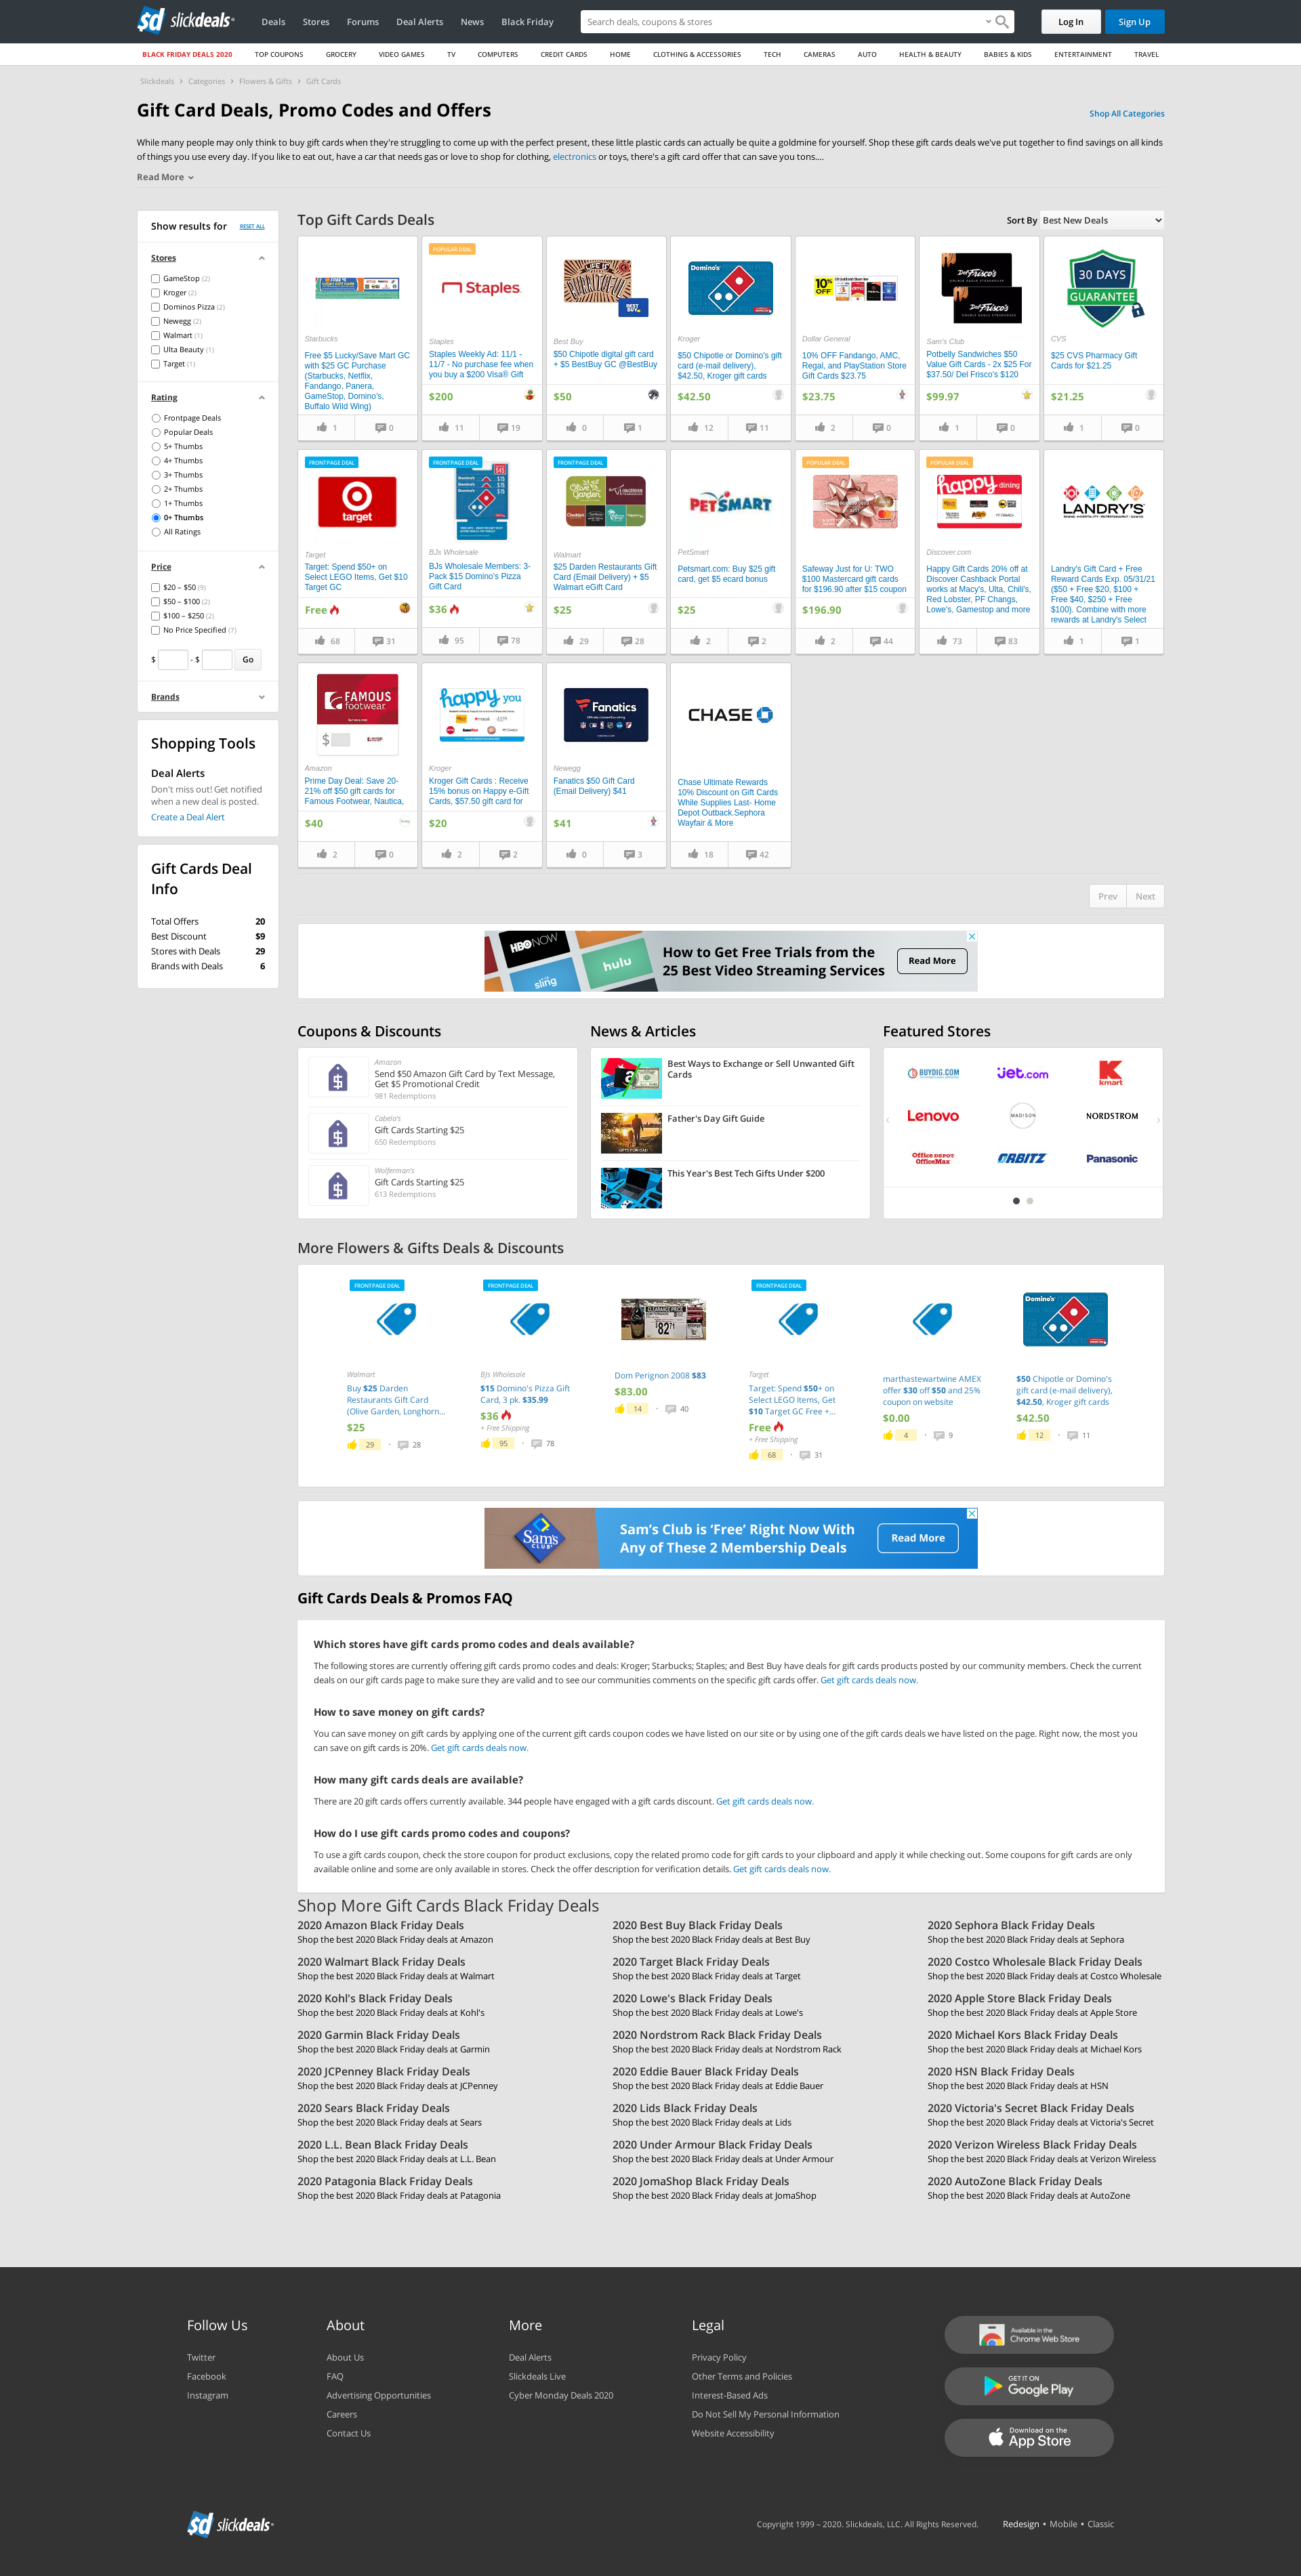 slickdeals
Deals Stores Forums Deal Alerts News Black Friday
Search deals, coupons & stores
Log In Sign Up
BLACK FRIDAY DEALS 2020 TOP COUPONS GROCERY VIDEO GAMES TV COMPUTERS CREDIT CARDS HOME CLOTHING & ACCESSORIES TECH CAMERAS AUTO HEALTH & BEAUTY BABIES & KIDS ENTERTAINMENT TRAVEL
Slickdeals > Categories > Flowers & Gifts > Gift Cards
Gift Card Deals, Promo Codes and Offers
Shop All Categories
While many people may only think to buy gift cards when they're struggling to come up with the perfect present, these little plastic cards can actually be quite a goldmine for yourself. Shop these gift cards deals we've put together to find savings on all kinds
of things you use every day. If you like to eat out, have a car that needs gas or love to shop for clothing, electronics or toys, there's a gift card offer that can save you tons....
Read More
Show results for RESET ALL
Stores
GameStop (2)
Kroger (2)
Dominos Pizza (2)
Newegg (2)
Walmart (1)
Ulta Beauty (1)
Target (1)
Rating
Frontpage Deals
Popular Deals
5+ Thumbs
4+ Thumbs
3+ Thumbs
2+ Thumbs
1+ Thumbs
0+ Thumbs
All Ratings
Price
$20 – $50 (9)
$50 – $100 (2)
$100 – $250 (2)
No Price Specified (7)
$ - $ Go
Brands
Shopping Tools
Deal Alerts
Don't miss out! Get notified
when a new deal is posted.
Create a Deal Alert
Gift Cards Deal
Info
Total Offers 20
Best Discount $9
Stores with Deals 29
Brands with Deals 6
Top Gift Cards Deals
Sort By Best New Deals
Starbucks
Free $5 Lucky/Save Mart GC
with $25 GC Purchase
(Starbucks, Netflix,
Fandango, Panera,
GameStop, Domino's,
Buffalo Wild Wing)
1 0
POPULAR DEAL
Staples
Staples
Staples Weekly Ad: 11/1 -
11/7 - No purchase fee when
you buy a $200 Visa® Gift
$200
11 19
LIFE IS
BURRITOFUL
BEST BUY
Best Buy
$50 Chipotle digital gift card
+ $5 BestBuy GC @BestBuy
$50
0 1
Domino's
Kroger
$50 Chipotle or Domino's gift
card (e-mail delivery),
$42.50, Kroger gift cards
$42.50
12 11
10% OFF
Dollar General
10% OFF Fandango, AMC,
Regal, and PlayStation Store
Gift Cards $23.75
$23.75
2 0
Del Frisco's
Del Frisco's
Sam's Club
Potbelly Sandwiches $50
Value Gift Cards - 2x $25 For
$37.50/ Del Frisco's $120
$99.97
1 0
30 DAYS
GUARANTEE
CVS
$25 CVS Pharmacy Gift
Cards for $21.25
$21.25
1 0
FRONTPAGE DEAL
target
Target
Target: Spend $50+ on
Select LEGO Items, Get $10
Target GC
Free
68 31
FRONTPAGE DEAL
$45
BJs Wholesale
BJs Wholesale Members: 3-
Pack $15 Domino's Pizza
Gift Card
$36
95 78
FRONTPAGE DEAL
Olive Garden
Walmart
$25 Darden Restaurants Gift
Card (Email Delivery) + $5
Walmart eGift Card
$25
29 28
PETSMART
PetSmart
Petsmart.com: Buy $25 gift
card, get $5 ecard bonus
$25
2 2
POPULAR DEAL
Safeway Just for U: TWO
$100 Mastercard gift cards
for $196.90 after $15 coupon
$196.90
2 44
POPULAR DEAL
happy dining
Discover.com
Happy Gift Cards 20% off at
Discover Cashback Portal
works at Macy's, Ulta, Chili's,
Red Lobster, PF Changs,
Lowe's, Gamestop and more
73 83
LANDRY'S
Landry's Gift Card + Free
Reward Cards Exp. 05/31/21
($50 + Free $20, $100 +
Free $40, $250 + Free
$100). Combine with more
rewards at Landry's Select
1 1
FAMOUS
footwear
$
Amazon
Prime Day Deal: Save 20-
21% off $50 gift cards for
Famous Footwear, Nautica,
$40
2 0
happy you
Kroger
Kroger Gift Cards : Receive
15% bonus on Happy e-Gift
Cards, $57.50 gift card for
$20
2 2
Fanatics
Newegg
Fanatics $50 Gift Card
(Email Delivery) $41
$41
0 3
CHASE
Chase Ultimate Rewards
10% Discount on Gift Cards
While Supplies Last- Home
Depot Outback.Sephora
Wayfair & More
18 42
Prev Next
HBO NOW
sling
hulu
How to Get Free Trials from the
25 Best Video Streaming Services
Read More
Coupons & Discounts
Amazon
Send $50 Amazon Gift Card by Text Message,
Get $5 Promotional Credit
981 Redemptions
Cabela's
Gift Cards Starting $25
650 Redemptions
Wolferman's
Gift Cards Starting $25
613 Redemptions
News & Articles
Best Ways to Exchange or Sell Unwanted Gift
Cards
GIFTS FOR DAD
Father's Day Gift Guide
This Year's Best Tech Gifts Under $200
Featured Stores
BUYDIG.COM jet.com kmart
Lenovo MADISON NORDSTROM
Office DEPOT OfficeMax ORBITZ Panasonic
More Flowers & Gifts Deals & Discounts
FRONTPAGE DEAL
Walmart
Buy $25 Darden
Restaurants Gift Card
(Olive Garden, Longhorn...
$25
29 · 28
FRONTPAGE DEAL
BJs Wholesale
$15 Domino's Pizza Gift
Card, 3 pk. $35.99
$36
+ Free Shipping
95 · 78
CLEARANCE PRICE
$82.71
Dom Perignon 2008 $83
$83.00
14 · 40
FRONTPAGE DEAL
Target
Target: Spend $50+ on
Select LEGO Items, Get
$10 Target GC Free +...
Free
+ Free Shipping
68 · 31
marthastewartwine AMEX
offer $30 off $50 and 25%
coupon on website
$0.00
4 · 9
Domino's
$50 Chipotle or Domino's
gift card (e-mail delivery),
$42.50, Kroger gift cards
$42.50
12 · 11
Sam's CLUB
Sam's Club is ‘Free’ Right Now With
Any of These 2 Membership Deals
Read More
Gift Cards Deals & Promos FAQ
Which stores have gift cards promo codes and deals available?
The following stores are currently offering gift cards promo codes and deals: Kroger; Starbucks; Staples; and Best Buy have deals for gift cards products posted by our community members. Check the current
deals on our gift cards page to make sure they are valid and to see our communities comments on the specific gift cards offer. Get gift cards deals now.
How to save money on gift cards?
You can save money on gift cards by applying one of the current gift cards coupon codes we have listed on our site or by using one of the gift cards deals we have listed on the page. Right now, the most you
can save on gift cards is 20%. Get gift cards deals now.
How many gift cards deals are available?
There are 20 gift cards offers currently available. 344 people have engaged with a gift cards discount. Get gift cards deals now.
How do I use gift cards promo codes and coupons?
To use a gift cards coupon, check the store coupon for product exclusions, copy the related promo code for gift cards to your clipboard and apply it while checking out. Some coupons for gift cards are only
available online and some are only available in stores. Check the offer description for verification details. Get gift cards deals now.
Shop More Gift Cards Black Friday Deals
2020 Amazon Black Friday Deals 2020 Best Buy Black Friday Deals 2020 Sephora Black Friday Deals
Shop the best 2020 Black Friday deals at Amazon Shop the best 2020 Black Friday deals at Best Buy Shop the best 2020 Black Friday deals at Sephora
2020 Walmart Black Friday Deals 2020 Target Black Friday Deals 2020 Costco Wholesale Black Friday Deals
Shop the best 2020 Black Friday deals at Walmart Shop the best 2020 Black Friday deals at Target Shop the best 2020 Black Friday deals at Costco Wholesale
2020 Kohl's Black Friday Deals 2020 Lowe's Black Friday Deals 2020 Apple Store Black Friday Deals
Shop the best 2020 Black Friday deals at Kohl's Shop the best 2020 Black Friday deals at Lowe's Shop the best 2020 Black Friday deals at Apple Store
2020 Garmin Black Friday Deals 2020 Nordstrom Rack Black Friday Deals 2020 Michael Kors Black Friday Deals
Shop the best 2020 Black Friday deals at Garmin Shop the best 2020 Black Friday deals at Nordstrom Rack Shop the best 2020 Black Friday deals at Michael Kors
2020 JCPenney Black Friday Deals 2020 Eddie Bauer Black Friday Deals 2020 HSN Black Friday Deals
Shop the best 2020 Black Friday deals at JCPenney Shop the best 2020 Black Friday deals at Eddie Bauer Shop the best 2020 Black Friday deals at HSN
2020 Sears Black Friday Deals 2020 Lids Black Friday Deals 2020 Victoria's Secret Black Friday Deals
Shop the best 2020 Black Friday deals at Sears Shop the best 2020 Black Friday deals at Lids Shop the best 2020 Black Friday deals at Victoria's Secret
2020 L.L. Bean Black Friday Deals 2020 Under Armour Black Friday Deals 2020 Verizon Wireless Black Friday Deals
Shop the best 2020 Black Friday deals at L.L. Bean Shop the best 2020 Black Friday deals at Under Armour Shop the best 2020 Black Friday deals at Verizon Wireless
2020 Patagonia Black Friday Deals 2020 JomaShop Black Friday Deals 2020 AutoZone Black Friday Deals
Shop the best 2020 Black Friday deals at Patagonia Shop the best 2020 Black Friday deals at JomaShop Shop the best 2020 Black Friday deals at AutoZone
Follow Us
Twitter
Facebook
Instagram
About
About Us
FAQ
Advertising Opportunities
Careers
Contact Us
More
Deal Alerts
Slickdeals Live
Cyber Monday Deals 2020
Legal
Privacy Policy
Other Terms and Policies
Interest-Based Ads
Do Not Sell My Personal Information
Website Accessibility
Available in the
Chrome Web Store
GET IT ON
Google Play
Download on the
App Store
slickdeals
Copyright 1999 – 2020. Slickdeals, LLC. All Rights Reserved. Redesign • Mobile • Classic